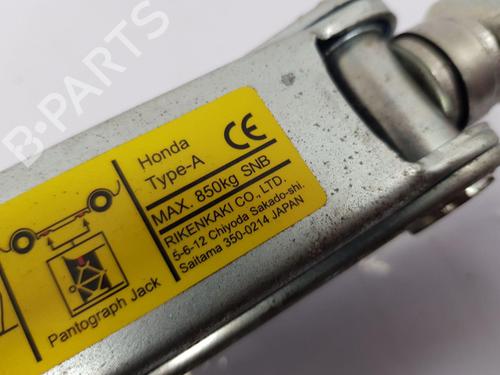 B-PARTS
Honda
Type-A
CE
MAX. 850kg SNB
RIKENKAKI CO., LTD.
5-6-12 Chiyoda Sakado-shi.
Saitama 350-0214 JAPAN
Pantograph Jack